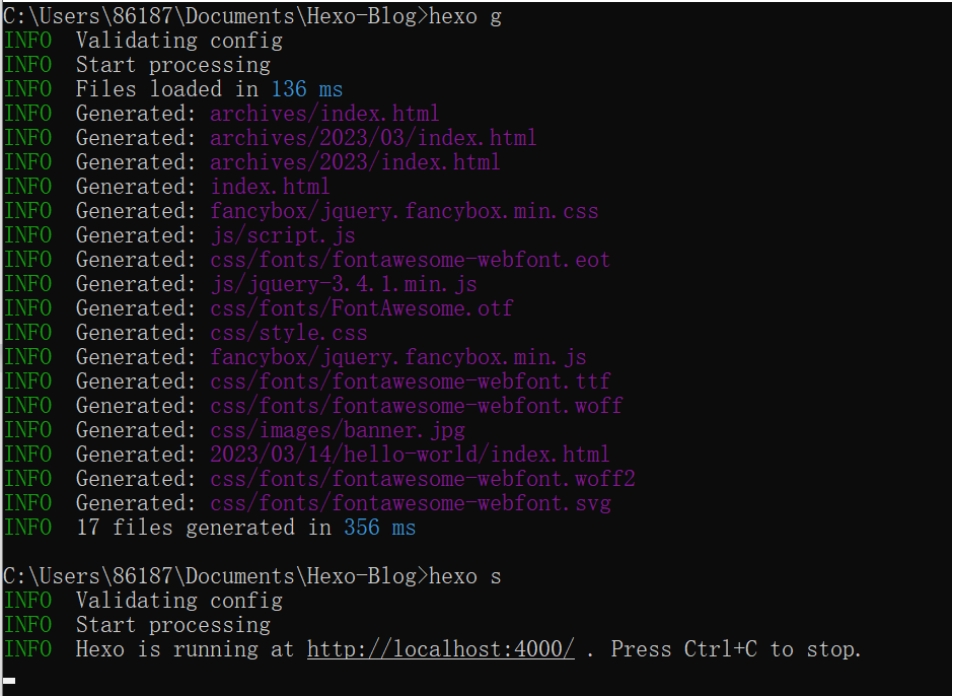 C:\Users\86187\Documents\Hexo-Blog>hexo g
INFO  Validating config
INFO  Start processing
INFO  Files loaded in 136 ms
INFO  Generated: archives/index.html
INFO  Generated: archives/2023/03/index.html
INFO  Generated: archives/2023/index.html
INFO  Generated: index.html
INFO  Generated: fancybox/jquery.fancybox.min.css
INFO  Generated: js/script.js
INFO  Generated: css/fonts/fontawesome-webfont.eot
INFO  Generated: js/jquery-3.4.1.min.js
INFO  Generated: css/fonts/FontAwesome.otf
INFO  Generated: css/style.css
INFO  Generated: fancybox/jquery.fancybox.min.js
INFO  Generated: css/fonts/fontawesome-webfont.ttf
INFO  Generated: css/fonts/fontawesome-webfont.woff
INFO  Generated: css/images/banner.jpg
INFO  Generated: 2023/03/14/hello-world/index.html
INFO  Generated: css/fonts/fontawesome-webfont.woff2
INFO  Generated: css/fonts/fontawesome-webfont.svg
INFO  17 files generated in 356 ms
C:\Users\86187\Documents\Hexo-Blog>hexo s
INFO  Validating config
INFO  Start processing
INFO  Hexo is running at http://localhost:4000/ . Press Ctrl+C to stop.